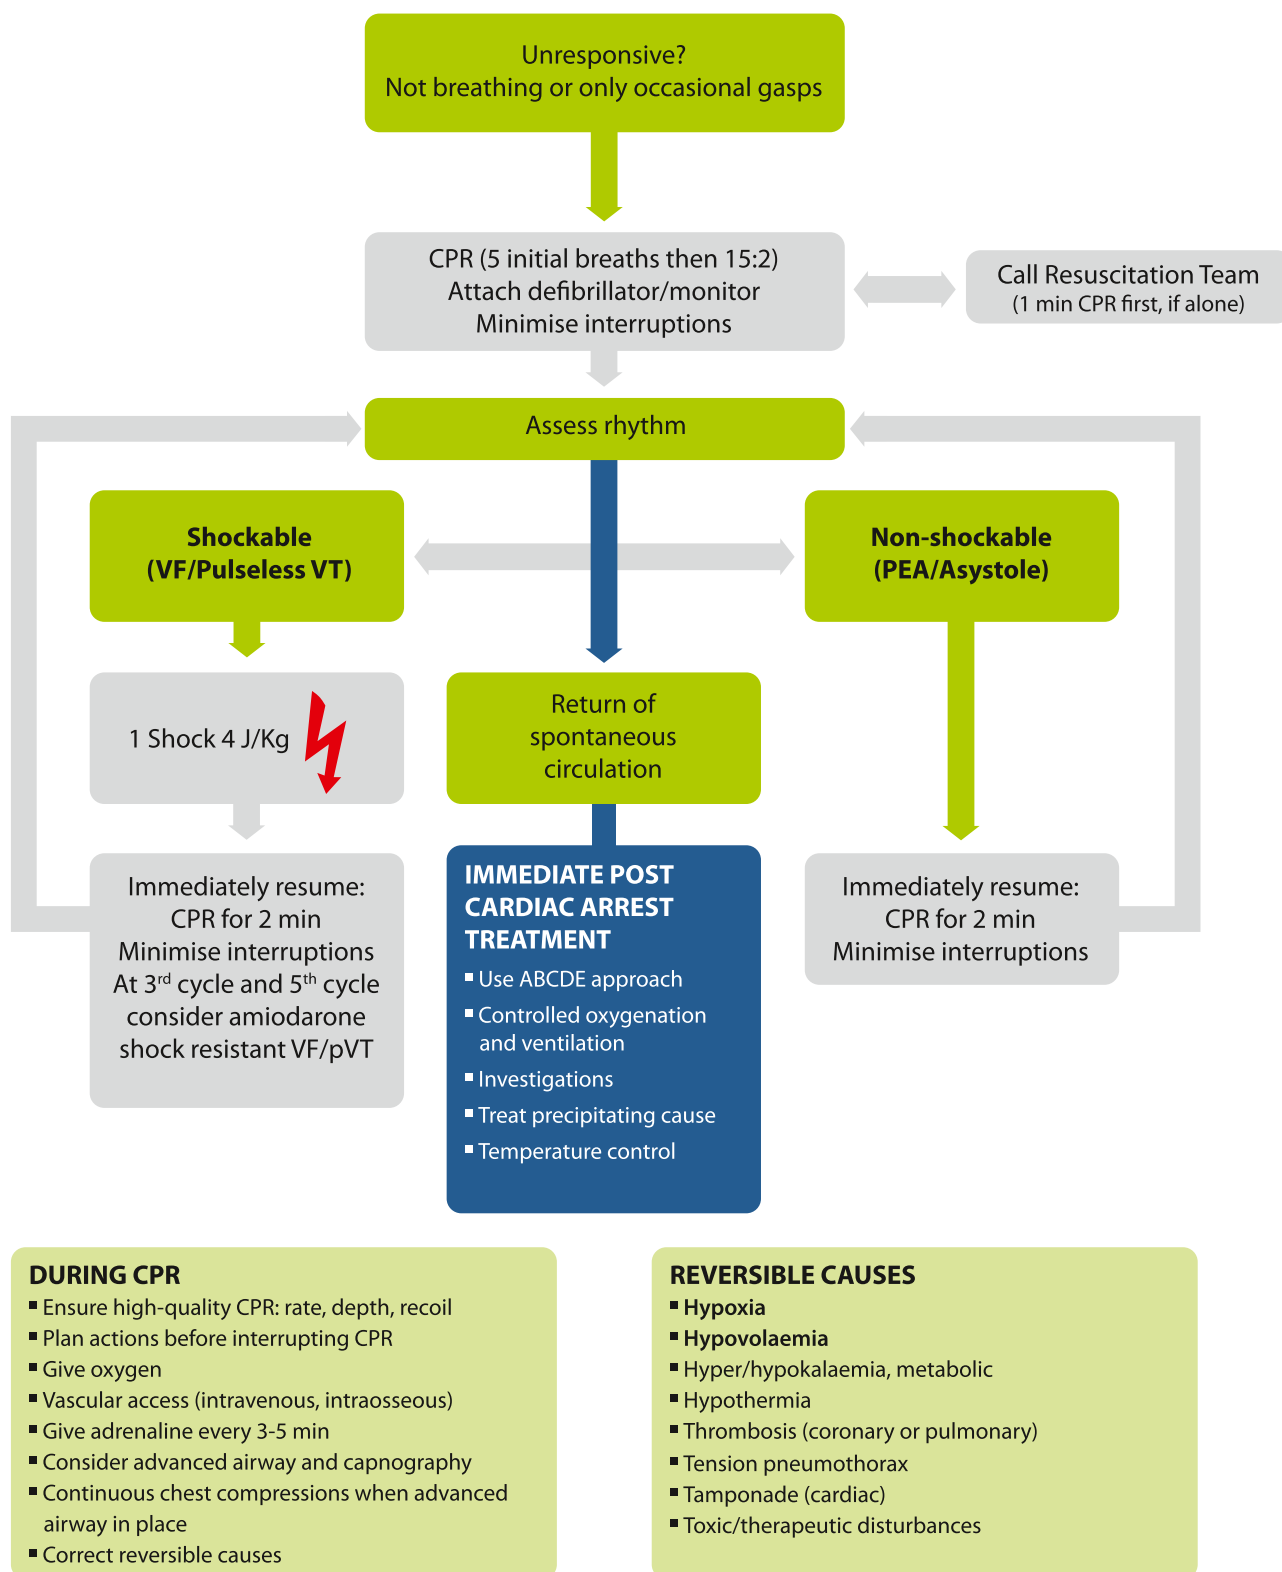 Unresponsive?
Not breathing or only occasional gasps
CPR (5 initial breaths then 15:2)
Attach defibrillator/monitor
Minimise interruptions
Call Resuscitation Team
(1 min CPR first, if alone)
Assess rhythm
Shockable
(VF/Pulseless VT)
Non-shockable
(PEA/Asystole)
1 Shock 4 J/Kg
Return of
spontaneous
circulation
Immediately resume:
CPR for 2 min
Minimise interruptions
At 3rd cycle and 5th cycle
consider amiodarone
shock resistant VF/pVT
IMMEDIATE POST
CARDIAC ARREST
TREATMENT
▪ Use ABCDE approach
▪ Controlled oxygenation
and ventilation
▪ Investigations
▪ Treat precipitating cause
▪ Temperature control
Immediately resume:
CPR for 2 min
Minimise interruptions
DURING CPR
▪ Ensure high-quality CPR: rate, depth, recoil
▪ Plan actions before interrupting CPR
▪ Give oxygen
▪ Vascular access (intravenous, intraosseous)
▪ Give adrenaline every 3-5 min
▪ Consider advanced airway and capnography
▪ Continuous chest compressions when advanced
airway in place
▪ Correct reversible causes
REVERSIBLE CAUSES
▪ Hypoxia
▪ Hypovolaemia
▪ Hyper/hypokalaemia, metabolic
▪ Hypothermia
▪ Thrombosis (coronary or pulmonary)
▪ Tension pneumothorax
▪ Tamponade (cardiac)
▪ Toxic/therapeutic disturbances